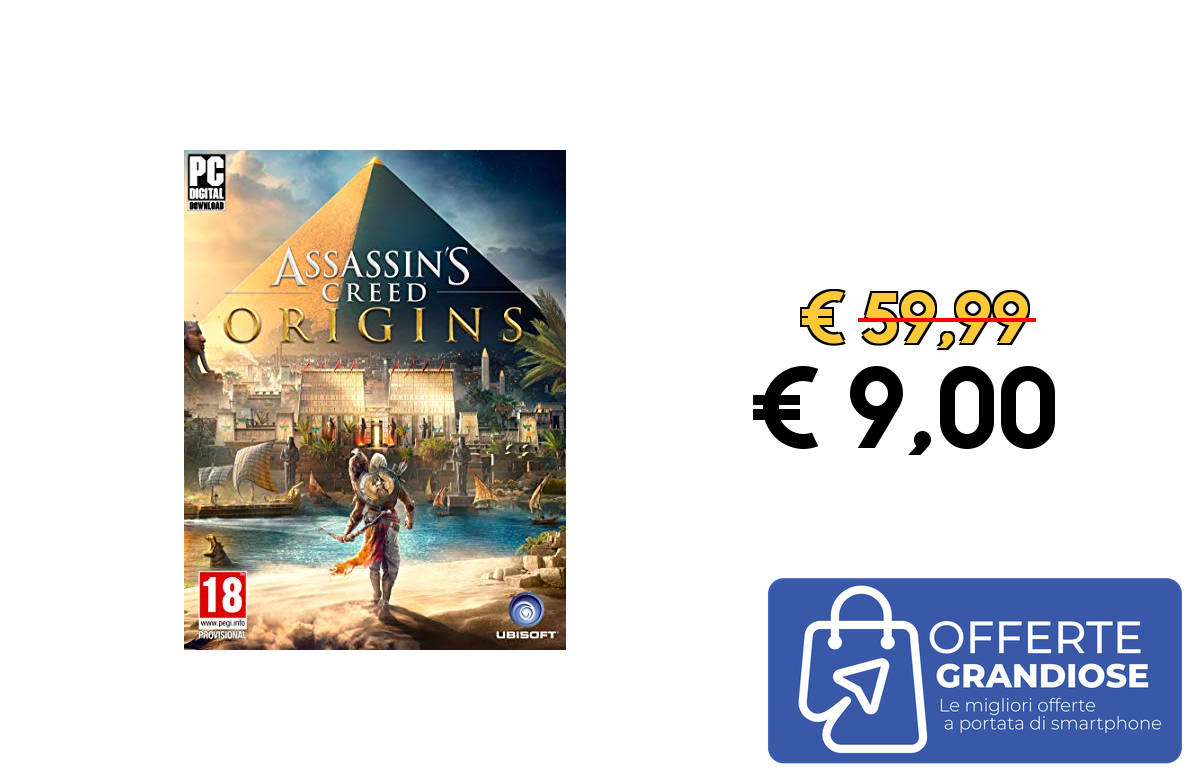 PC
DIGITAL
DOWNLOAD
ASSASSIN'S
CREED
ORIGINS
18
www.pegi.info
PROVISIONAL
UBISOFT
€ 59,99
€ 9,00
OFFERTE
GRANDIOSE
Le migliori offerte
a portata di smartphone